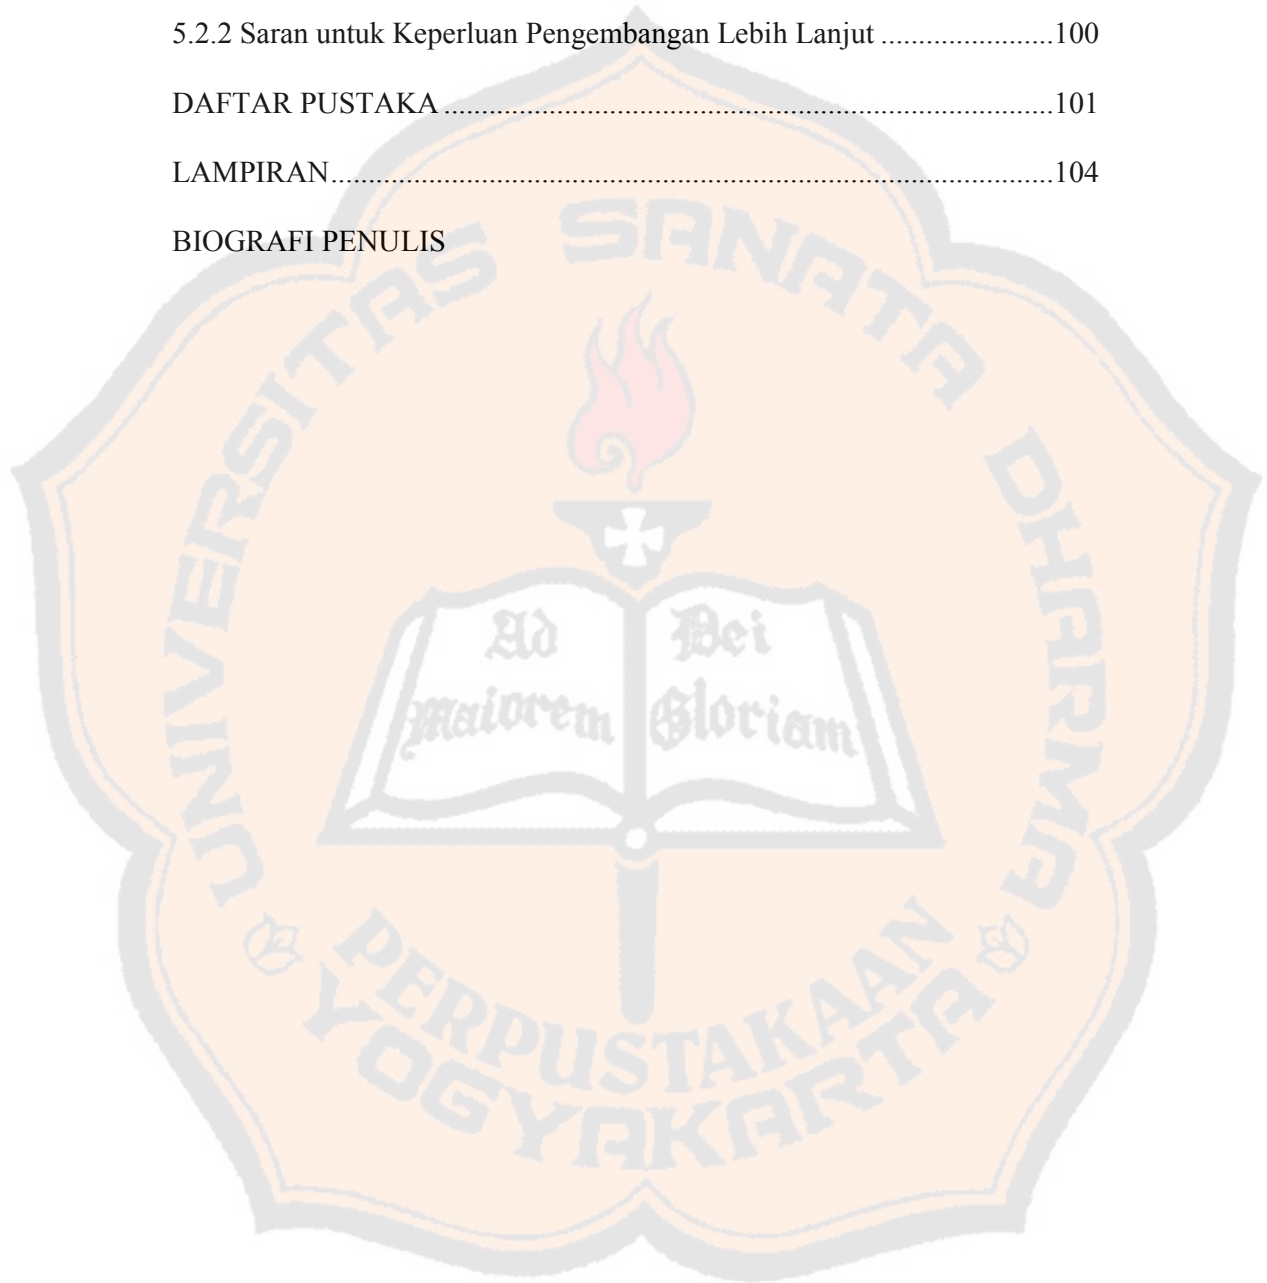 5.2.2 Saran untuk Keperluan Pengembangan Lebih Lanjut .......................100
DAFTAR PUSTAKA..................................................................................101
LAMPIRAN.................................................................................................104
BIOGRAFI PENULIS
UNIVERSITAS SANATA DHARMA
Ad Dei
Maiorem Gloriam
PERPUSTAKAAN
YOGYAKARTA